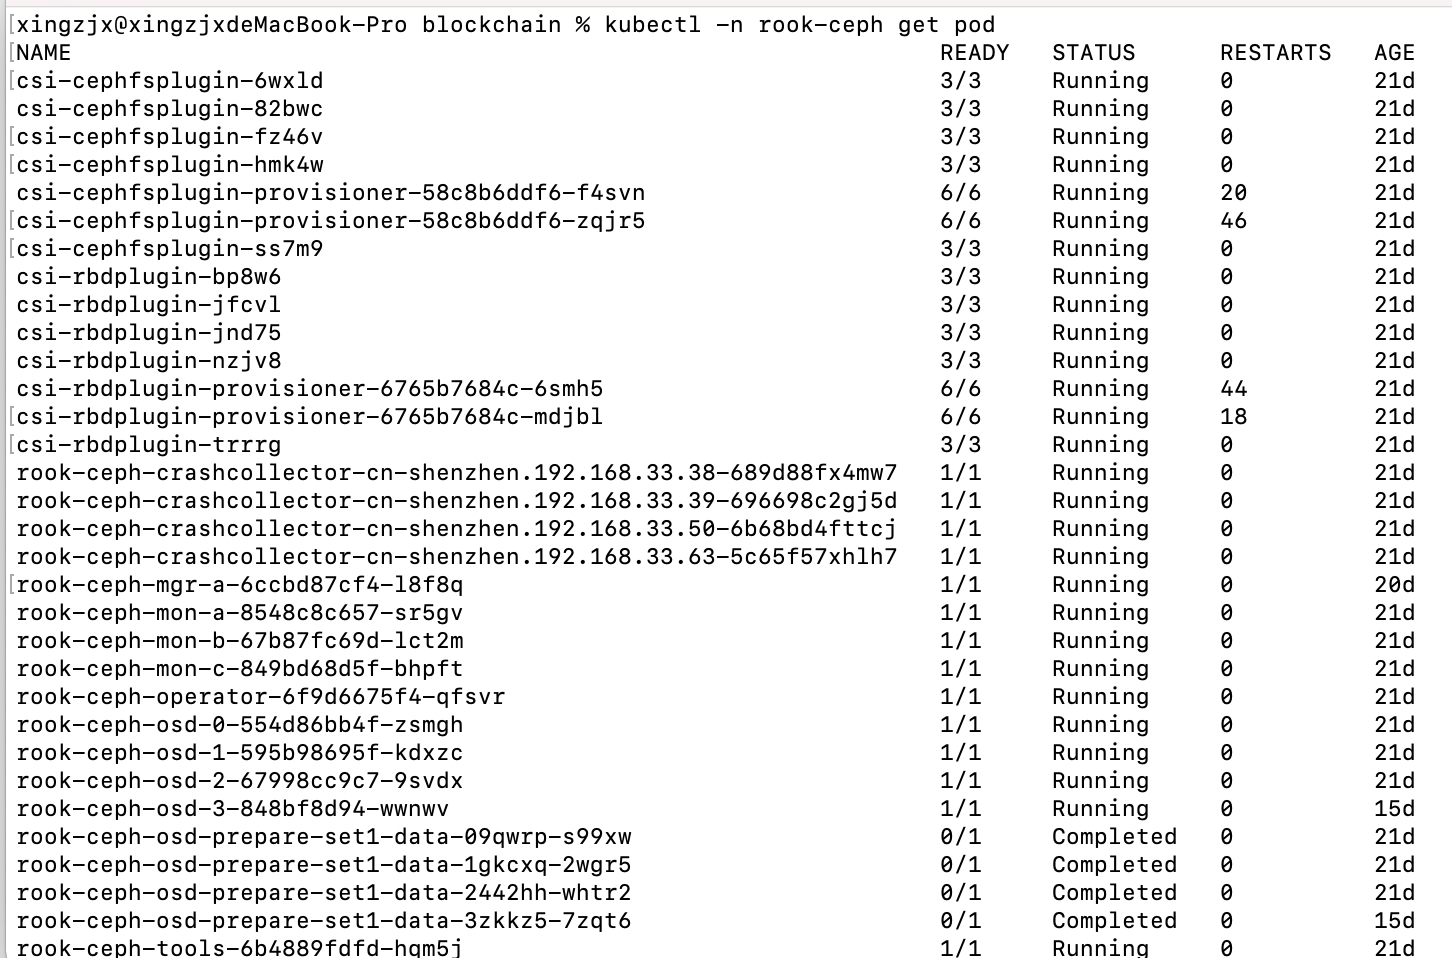 [xingzjx@xingzjxdeMacBook-Pro blockchain % kubectl -n rook-ceph get pod
[NAME READY STATUS RESTARTS AGE
[csi-cephfsplugin-6wxld 3/3 Running 0 21d
csi-cephfsplugin-82bwc 3/3 Running 0 21d
[csi-cephfsplugin-fz46v 3/3 Running 0 21d
[csi-cephfsplugin-hmk4w 3/3 Running 0 21d
csi-cephfsplugin-provisioner-58c8b6ddf6-f4svn 6/6 Running 20 21d
[csi-cephfsplugin-provisioner-58c8b6ddf6-zqjr5 6/6 Running 46 21d
[csi-cephfsplugin-ss7m9 3/3 Running 0 21d
csi-rbdplugin-bp8w6 3/3 Running 0 21d
csi-rbdplugin-jfcvl 3/3 Running 0 21d
csi-rbdplugin-jnd75 3/3 Running 0 21d
csi-rbdplugin-nzjv8 3/3 Running 0 21d
csi-rbdplugin-provisioner-6765b7684c-6smh5 6/6 Running 44 21d
[csi-rbdplugin-provisioner-6765b7684c-mdjbl 6/6 Running 18 21d
[csi-rbdplugin-trrrg 3/3 Running 0 21d
rook-ceph-crashcollector-cn-shenzhen.192.168.33.38-689d88fx4mw7 1/1 Running 0 21d
rook-ceph-crashcollector-cn-shenzhen.192.168.33.39-696698c2gj5d 1/1 Running 0 21d
rook-ceph-crashcollector-cn-shenzhen.192.168.33.50-6b68bd4fttcj 1/1 Running 0 21d
rook-ceph-crashcollector-cn-shenzhen.192.168.33.63-5c65f57xhlh7 1/1 Running 0 21d
[rook-ceph-mgr-a-6ccbd87cf4-l8f8q 1/1 Running 0 20d
rook-ceph-mon-a-8548c8c657-sr5gv 1/1 Running 0 21d
rook-ceph-mon-b-67b87fc69d-lct2m 1/1 Running 0 21d
rook-ceph-mon-c-849bd68d5f-bhpft 1/1 Running 0 21d
rook-ceph-operator-6f9d6675f4-qfsvr 1/1 Running 0 21d
rook-ceph-osd-0-554d86bb4f-zsmgh 1/1 Running 0 21d
rook-ceph-osd-1-595b98695f-kdxzc 1/1 Running 0 21d
rook-ceph-osd-2-67998cc9c7-9svdx 1/1 Running 0 21d
rook-ceph-osd-3-848bf8d94-wwnwv 1/1 Running 0 15d
rook-ceph-osd-prepare-set1-data-09qwrp-s99xw 0/1 Completed 0 21d
rook-ceph-osd-prepare-set1-data-1gkcxq-2wgr5 0/1 Completed 0 21d
rook-ceph-osd-prepare-set1-data-2442hh-whtr2 0/1 Completed 0 21d
rook-ceph-osd-prepare-set1-data-3zkkz5-7zqt6 0/1 Completed 0 15d
rook-ceph-tools-6b4889fdfd-hqm5j 1/1 Running 0 21d